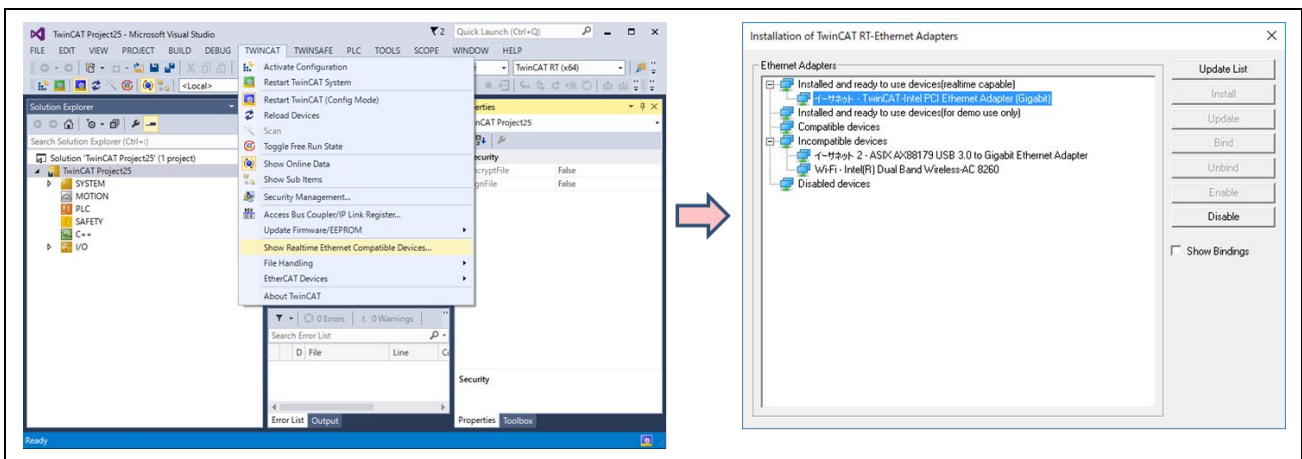 TwinCAT Project25 - Microsoft Visual Studio
2
Quick Launch (Ctrl+Q)
FILE EDIT VIEW PROJECT BUILD DEBUG TWINCAT TWINSAFE PLC TOOLS SCOPE WINDOW HELP
TwinCAT RT (x64)
<Local>
Activate Configuration
Restart TwinCAT System
Restart TwinCAT (Config Mode)
Reload Devices
Scan
Toggle Free Run State
Show Online Data
Show Sub Items
Security Management...
Access Bus Coupler/IP Link Register...
Update Firmware/EEPROM
Show Realtime Ethernet Compatible Devices...
File Handling
EtherCAT Devices
About TwinCAT
Solution Explorer
Search Solution Explorer (Ctrl+:)
Solution 'TwinCAT Project25' (1 project)
TwinCAT Project25
SYSTEM
MOTION
PLC
SAFETY
C++
I/O
0 Errors
0 Warnings
Search Error List
D File Line
Error List Output
erties
nCAT Project25
ecurity
cryptFile False
gnFile False
Security
Properties Toolbox
Ready
Installation of TwinCAT RT-Ethernet Adapters
Ethernet Adapters
Installed and ready to use devices(realtime capable)
イーサネット - TwinCAT-Intel PCI Ethernet Adapter (Gigabit)
Installed and ready to use devices(for demo use only)
Compatible devices
Incompatible devices
イーサネット 2 - ASIX AX88179 USB 3.0 to Gigabit Ethernet Adapter
Wi-Fi - Intel(R) Dual Band Wireless-AC 8260
Disabled devices
Update List
Install
Update
Bind
Unbind
Enable
Disable
Show Bindings